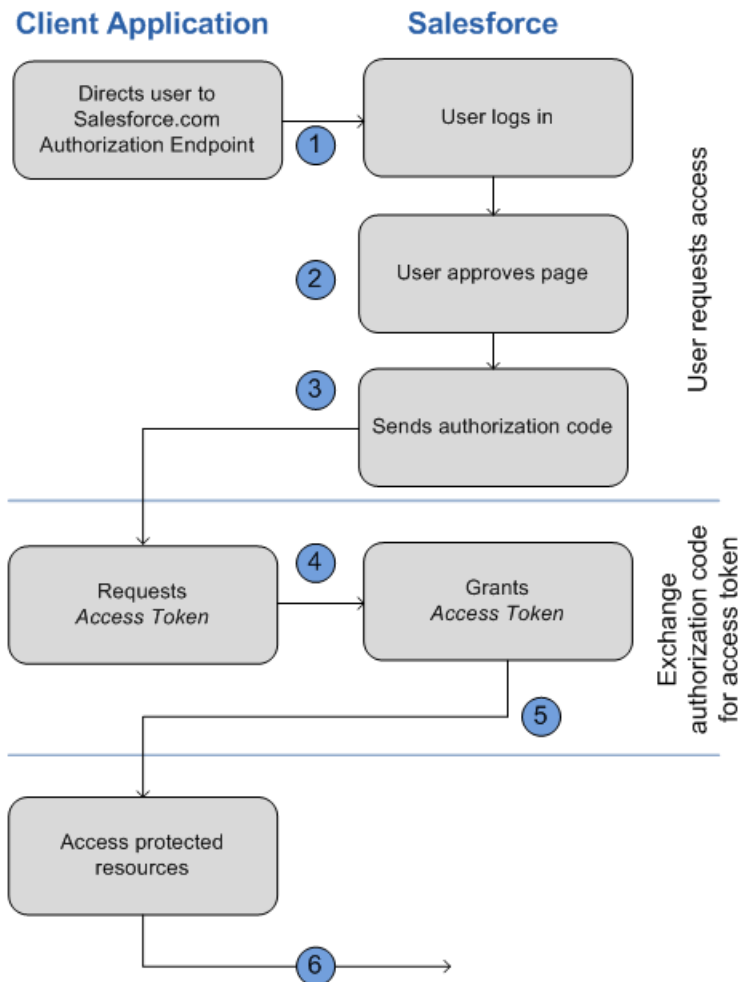 Client Application
Salesforce
Directs user to
Salesforce.com
Authorization Endpoint
1
User logs in
2
User approves page
3
Sends authorization code
User requests access
Requests
Access Token
4
Grants
Access Token
5
Exchange
authorization code
for access token
Access protected
resources
6